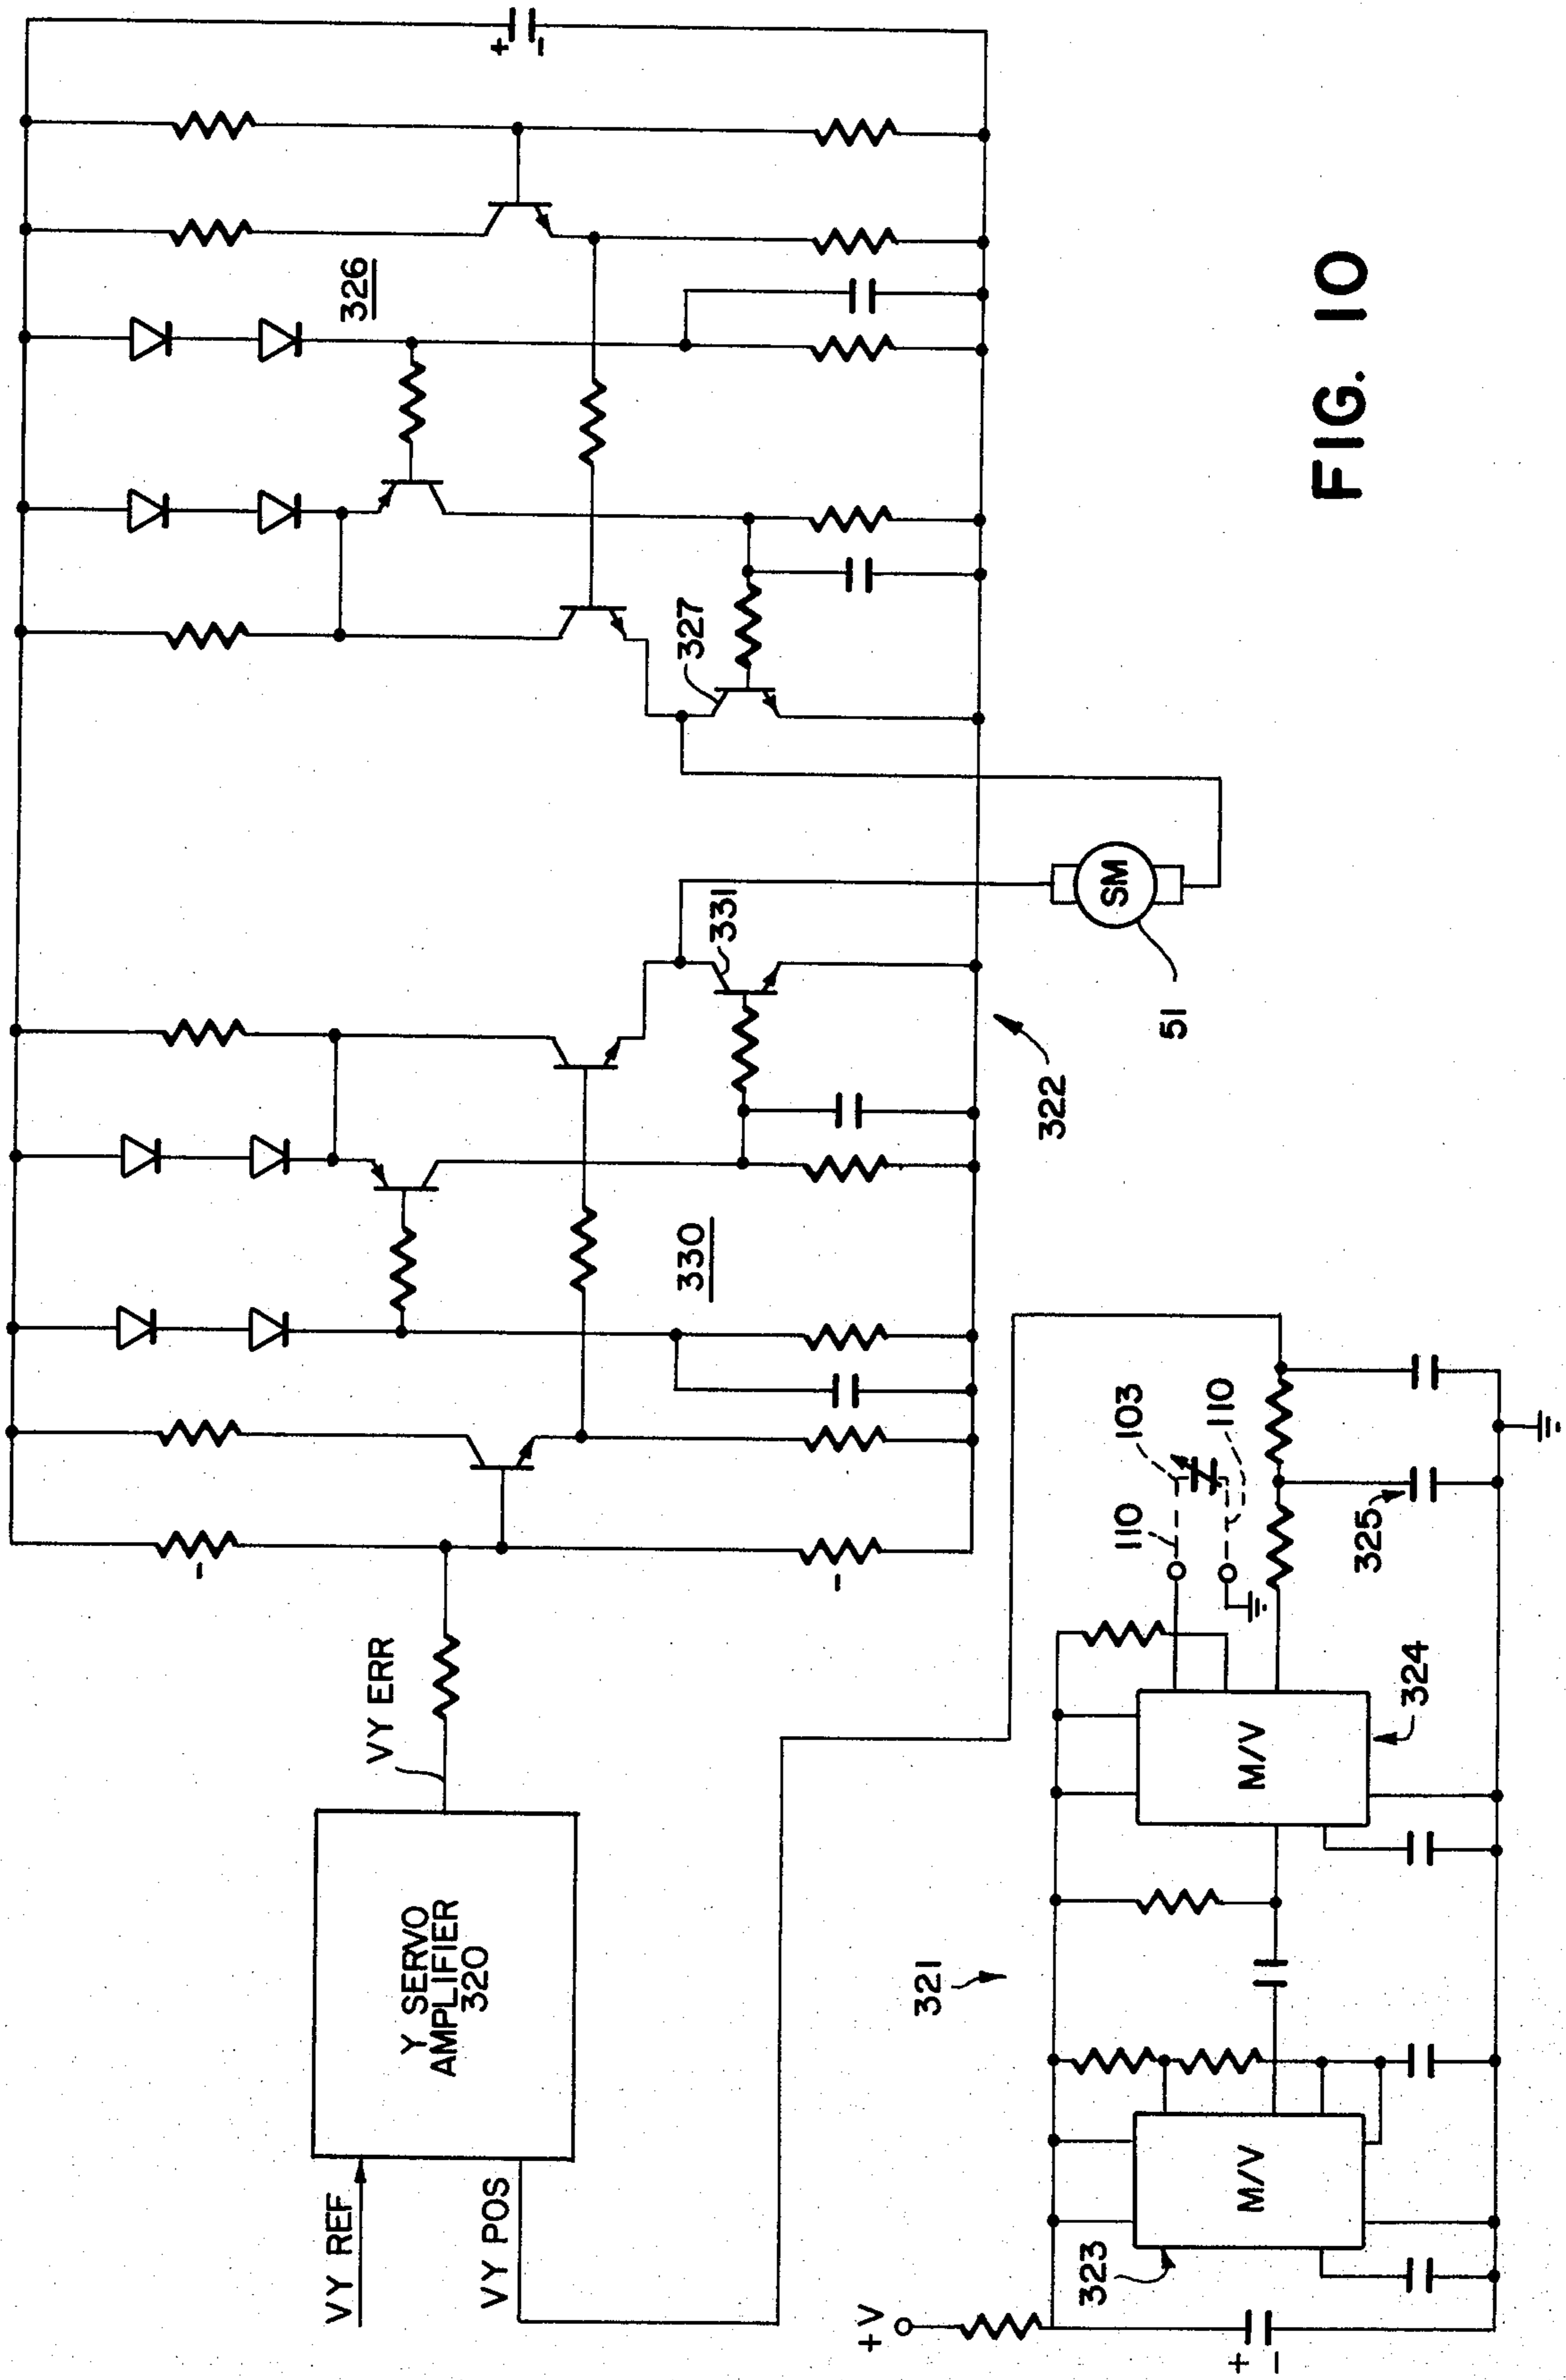 VY REF
VY POS
Y SERVO
AMPLIFIER
320
VY ERR
330
331
322
51
SM
327
326
+
-
-
-
+V
+
-
323
M/V
321
M/V
324
110
103
110
325
FIG. 10